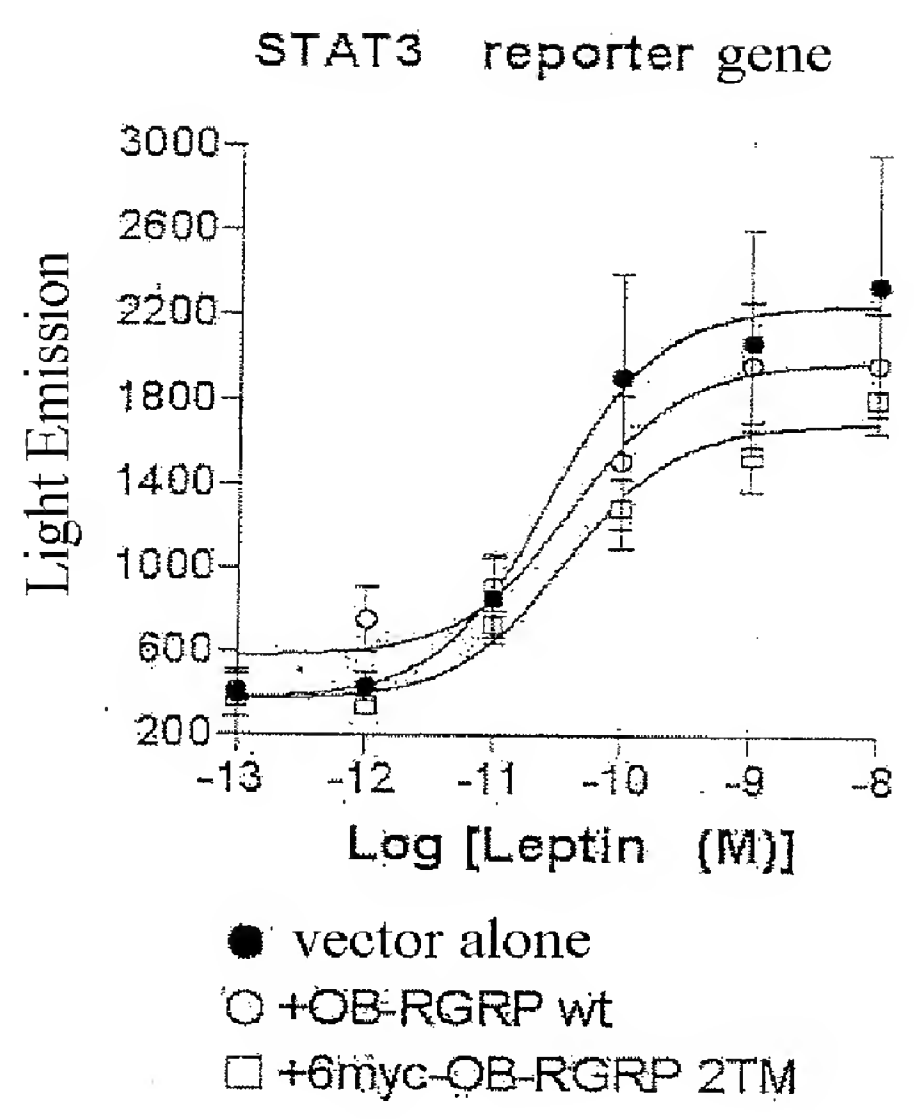 STAT3 reporter gene
3000
2600
2200
1800
1400
1000
600
200
Light Emission
-13 -12 -11 -10 -9 -8
Log [Leptin (M)]
vector alone
+OB-RGRP wt
+6myc-OB-RGRP 2TM